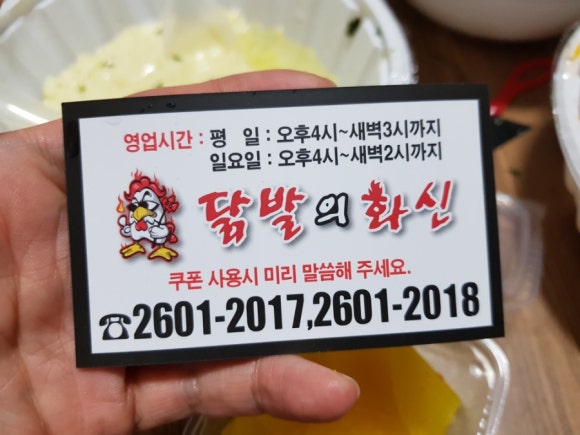 영업시간 : 평 일 : 오후4시~새벽3시까지
일요일 : 오후4시~새벽2시까지
닭발의화신
쿠폰 사용시 미리 말씀해 주세요.
☎2601-2017,2601-2018